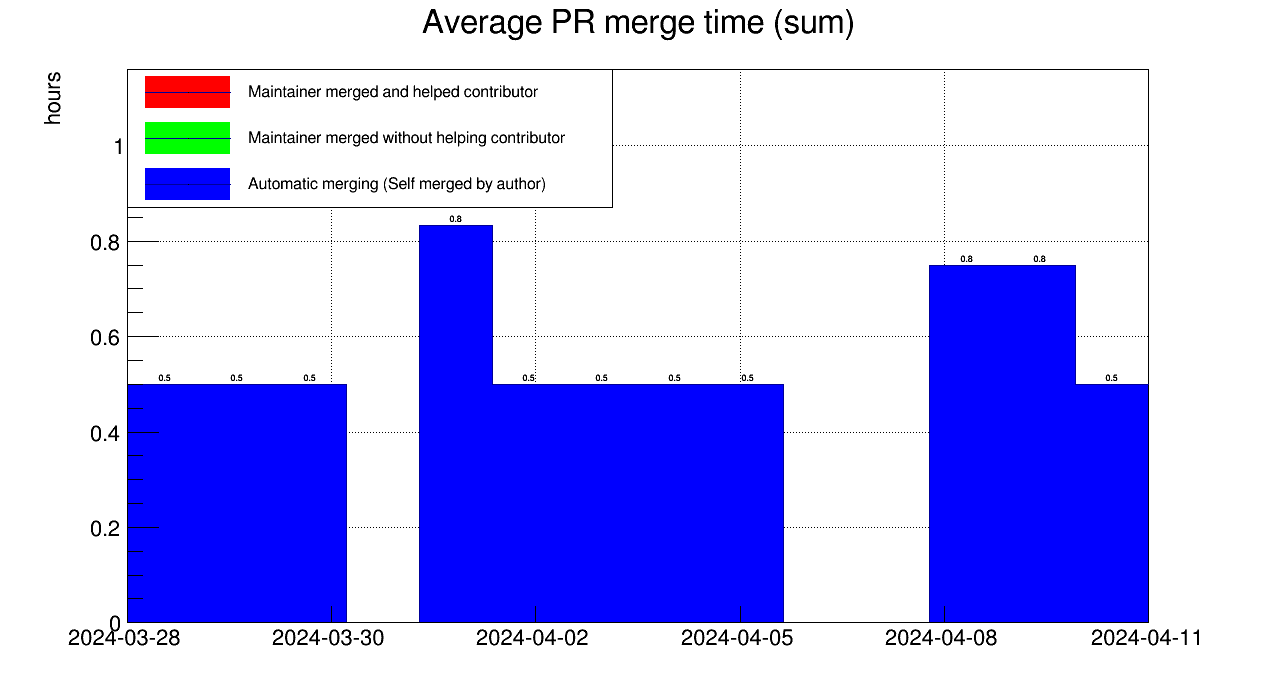 Average PR merge time (sum)
hours
Maintainer merged and helped contributor
Maintainer merged without helping contributor
Automatic merging (Self merged by author)
1
0.8
0.6
0.4
0.2
0
0.8
0.8 0.8
0.5 0.5 0.5 0.5 0.5 0.5 0.5 0.5
2024-03-28 2024-03-30 2024-04-02 2024-04-05 2024-04-08 2024-04-11